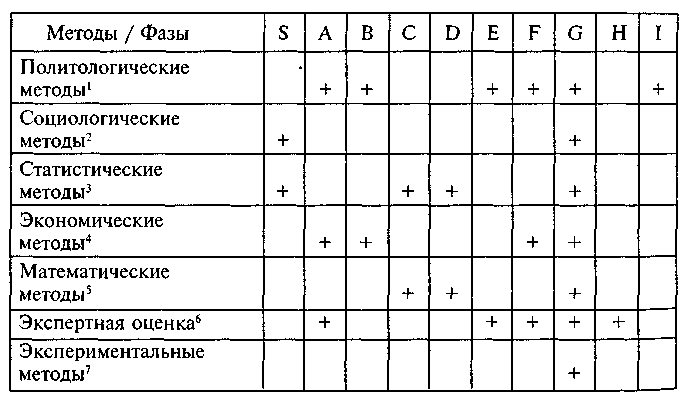 Методы / Фазы S A B C D E F G H I
Политологические
методы¹ + + + + + +
Социологические
методы² + +
Статистические
методы³ + + + +
Экономические
методы⁴ + + + +
Математические
методы⁵ + + +
Экспертная оценка⁶ + + + + +
Экспериментальные
методы⁷ +